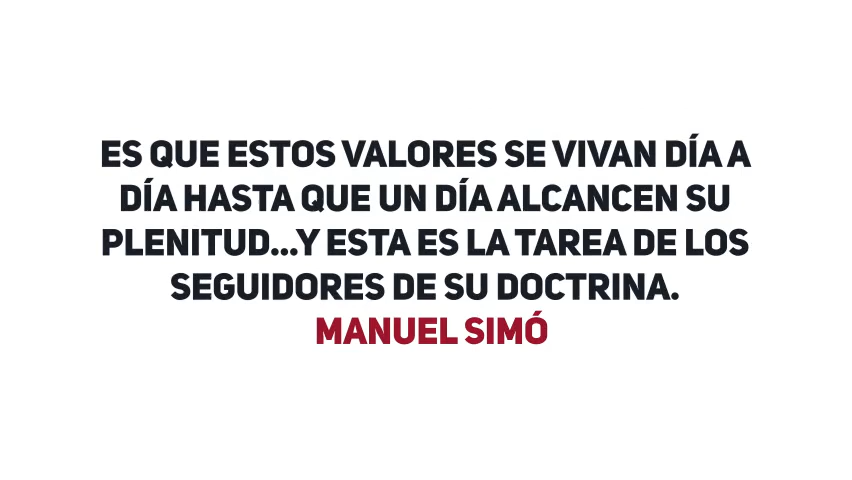 ES QUE ESTOS VALORES SE VIVAN DÍA A
DÍA HASTA QUE UN DÍA ALCANCEN SU
PLENITUD...Y ESTA ES LA TAREA DE LOS
SEGUIDORES DE SU DOCTRINA.
MANUEL SIMÓ